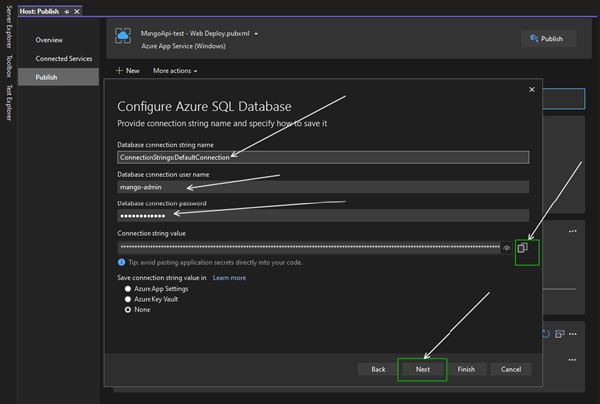 Host: Publish
Server Explorer
Toolbox
Test Explorer
Overview
Connected Services
Publish
MangoApi-test - Web Deploy.pubxml
Azure App Service (Windows)
Publish
New
More actions
Configure Azure SQL Database
Provide connection string name and specify how to save it
Database connection string name
ConnectionStrings:DefaultConnection
Database connection user name
mango-admin
Database connection password
Connection string value
Tip: avoid pasting application secrets directly into your code.
Save connection string value in Learn more
Azure App Settings
Azure Key Vault
None
Back
Next
Finish
Cancel